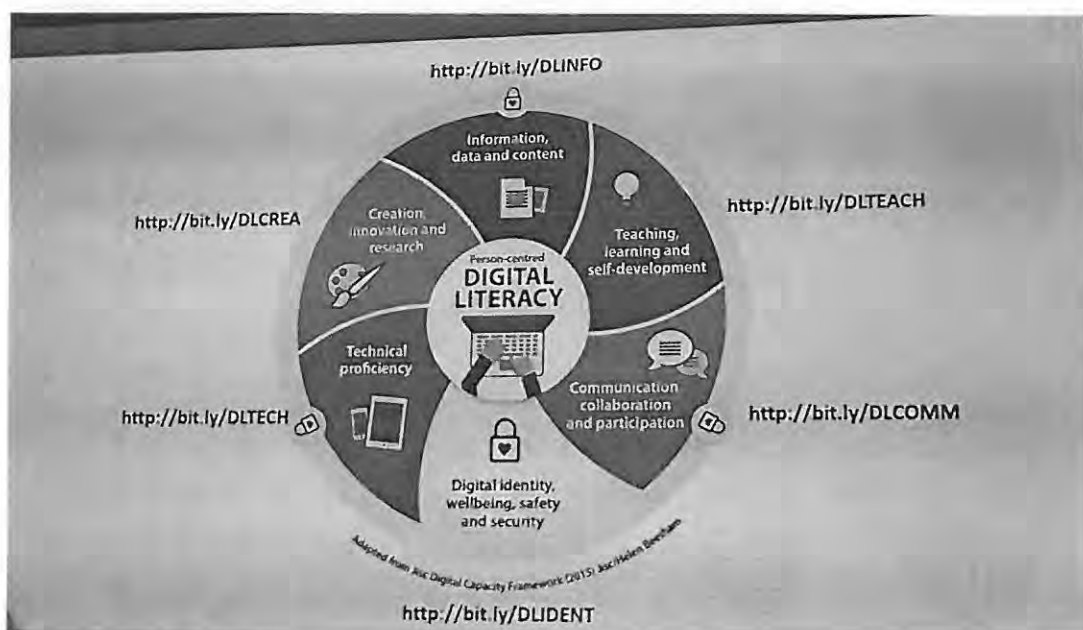 http://bit.ly/DLINFO
Information,
data and content
http://bit.ly/DLCREA
Creation,
innovation and
research
http://bit.ly/DLTEACH
Teaching,
learning and
self-development
Person-centred
DIGITAL
LITERACY
Technical
proficiency
http://bit.ly/DLTECH
Communication
collaboration
and participation
http://bit.ly/DLCOMM
Digital identity,
wellbeing, safety
and security
Adapted from Jisc Digital Capacity Framework (2015) Jisc/Helen Beetham
http://bit.ly/DLIDENT